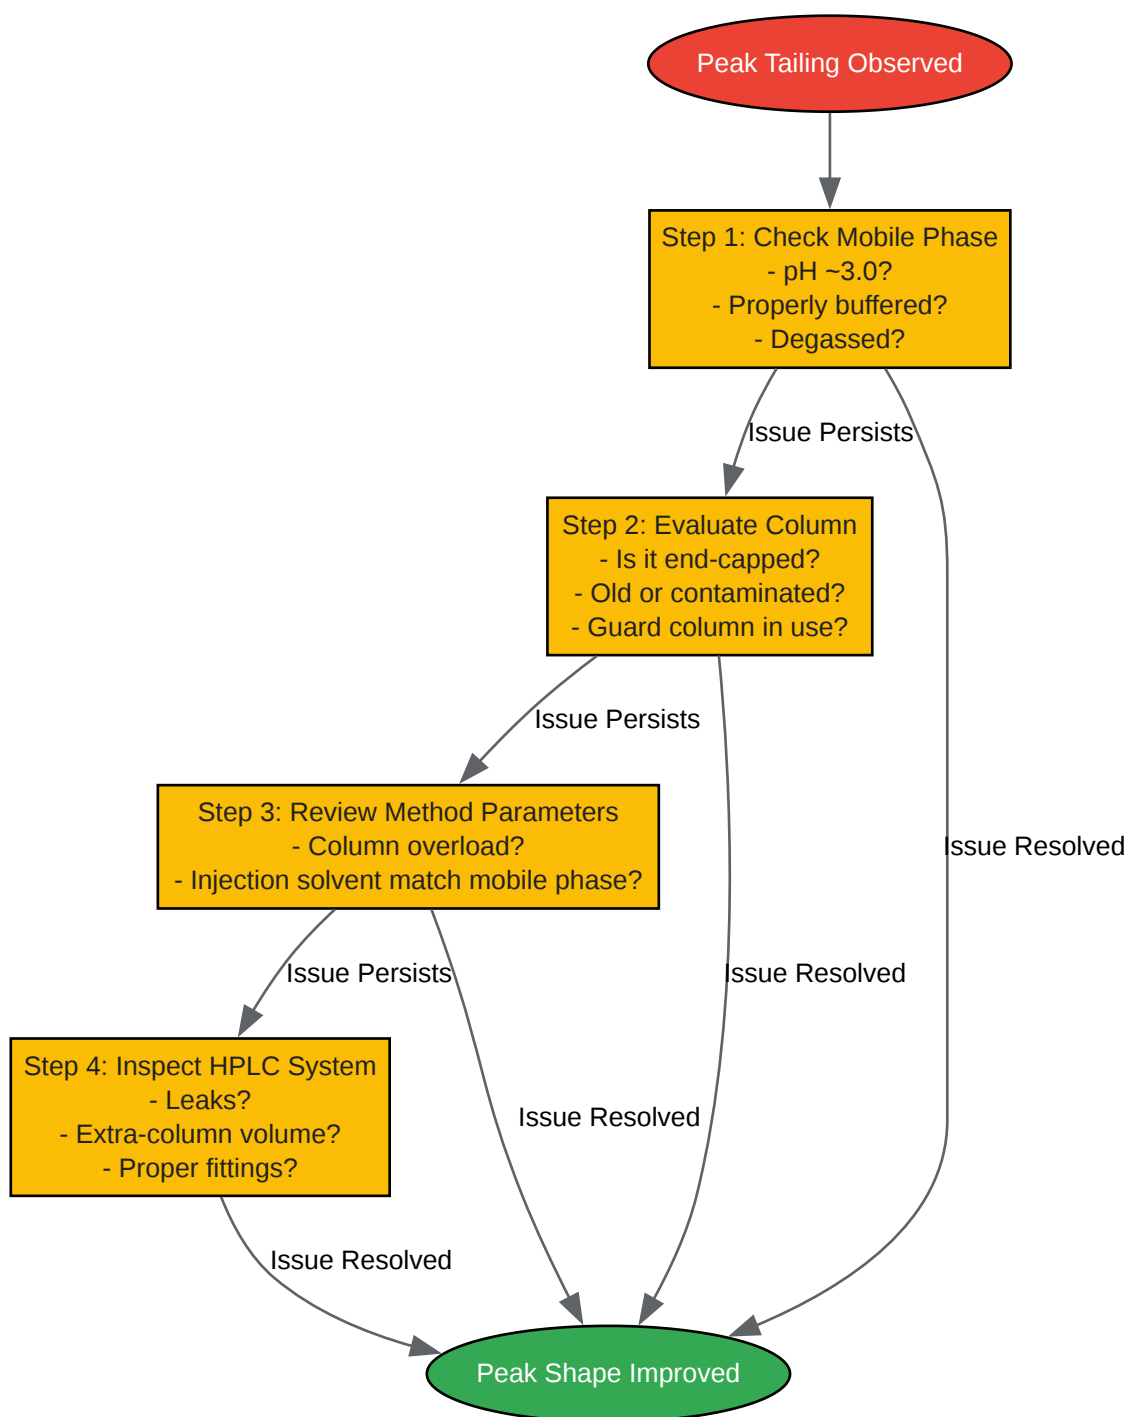 Peak Tailing Observed
Step 1: Check Mobile Phase
- pH ~3.0?
- Properly buffered?
- Degassed?
Issue Persists
Step 2: Evaluate Column
- Is it end-capped?
- Old or contaminated?
- Guard column in use?
Issue Persists
Step 3: Review Method Parameters
- Column overload?
- Injection solvent match mobile phase?
Issue Resolved
Issue Persists
Issue Resolved
Step 4: Inspect HPLC System
- Leaks?
- Extra-column volume?
- Proper fittings?
Issue Resolved
Issue Resolved
Peak Shape Improved